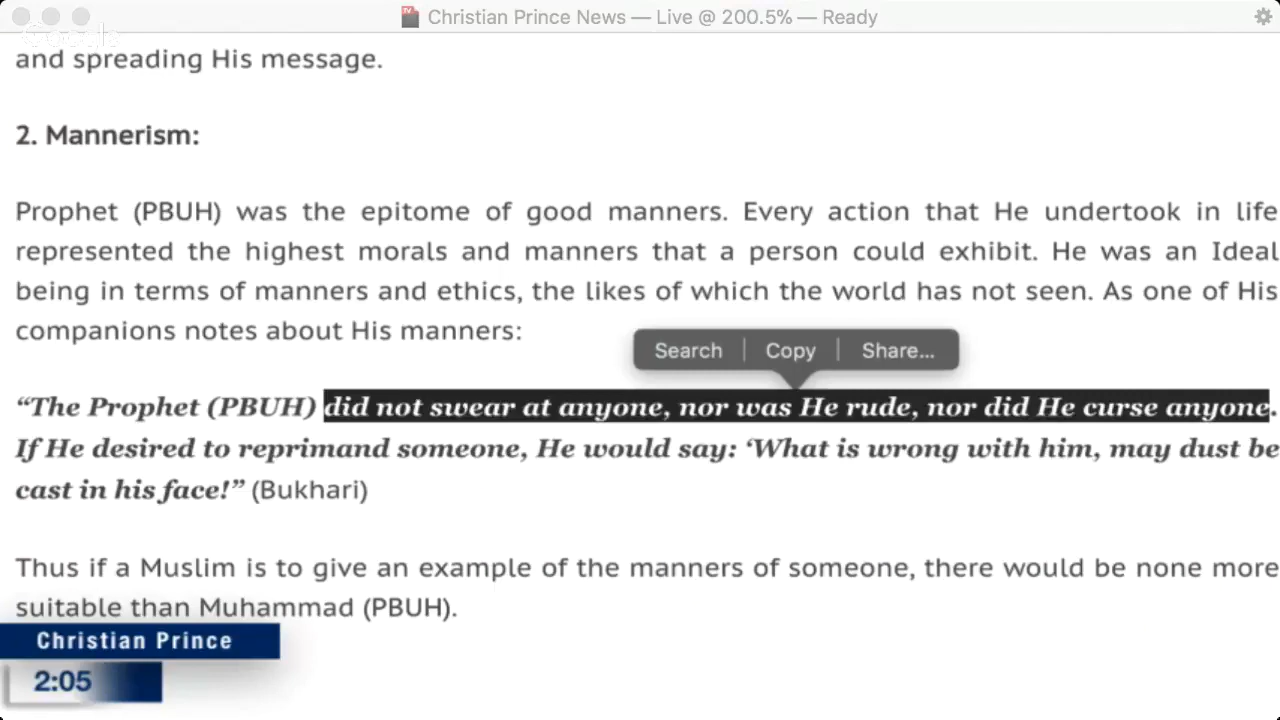 Christian Prince News — Live @ 200.5% — Ready
and spreading His message.
2. Mannerism:
Prophet (PBUH) was the epitome of good manners. Every action that He undertook in life
represented the highest morals and manners that a person could exhibit. He was an Ideal
being in terms of manners and ethics, the likes of which the world has not seen. As one of His
companions notes about His manners:
Search Copy Share...
“The Prophet (PBUH) did not swear at anyone, nor was He rude, nor did He curse anyone.
If He desired to reprimand someone, He would say: ‘What is wrong with him, may dust be
cast in his face!” (Bukhari)
Thus if a Muslim is to give an example of the manners of someone, there would be none more
suitable than Muhammad (PBUH).
Christian Prince
2:05